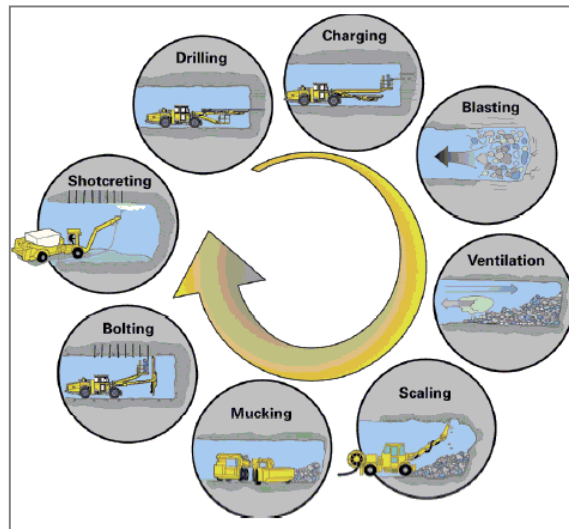 Drilling
Charging
Blasting
Ventilation
Scaling
Mucking
Bolting
Shotcreting